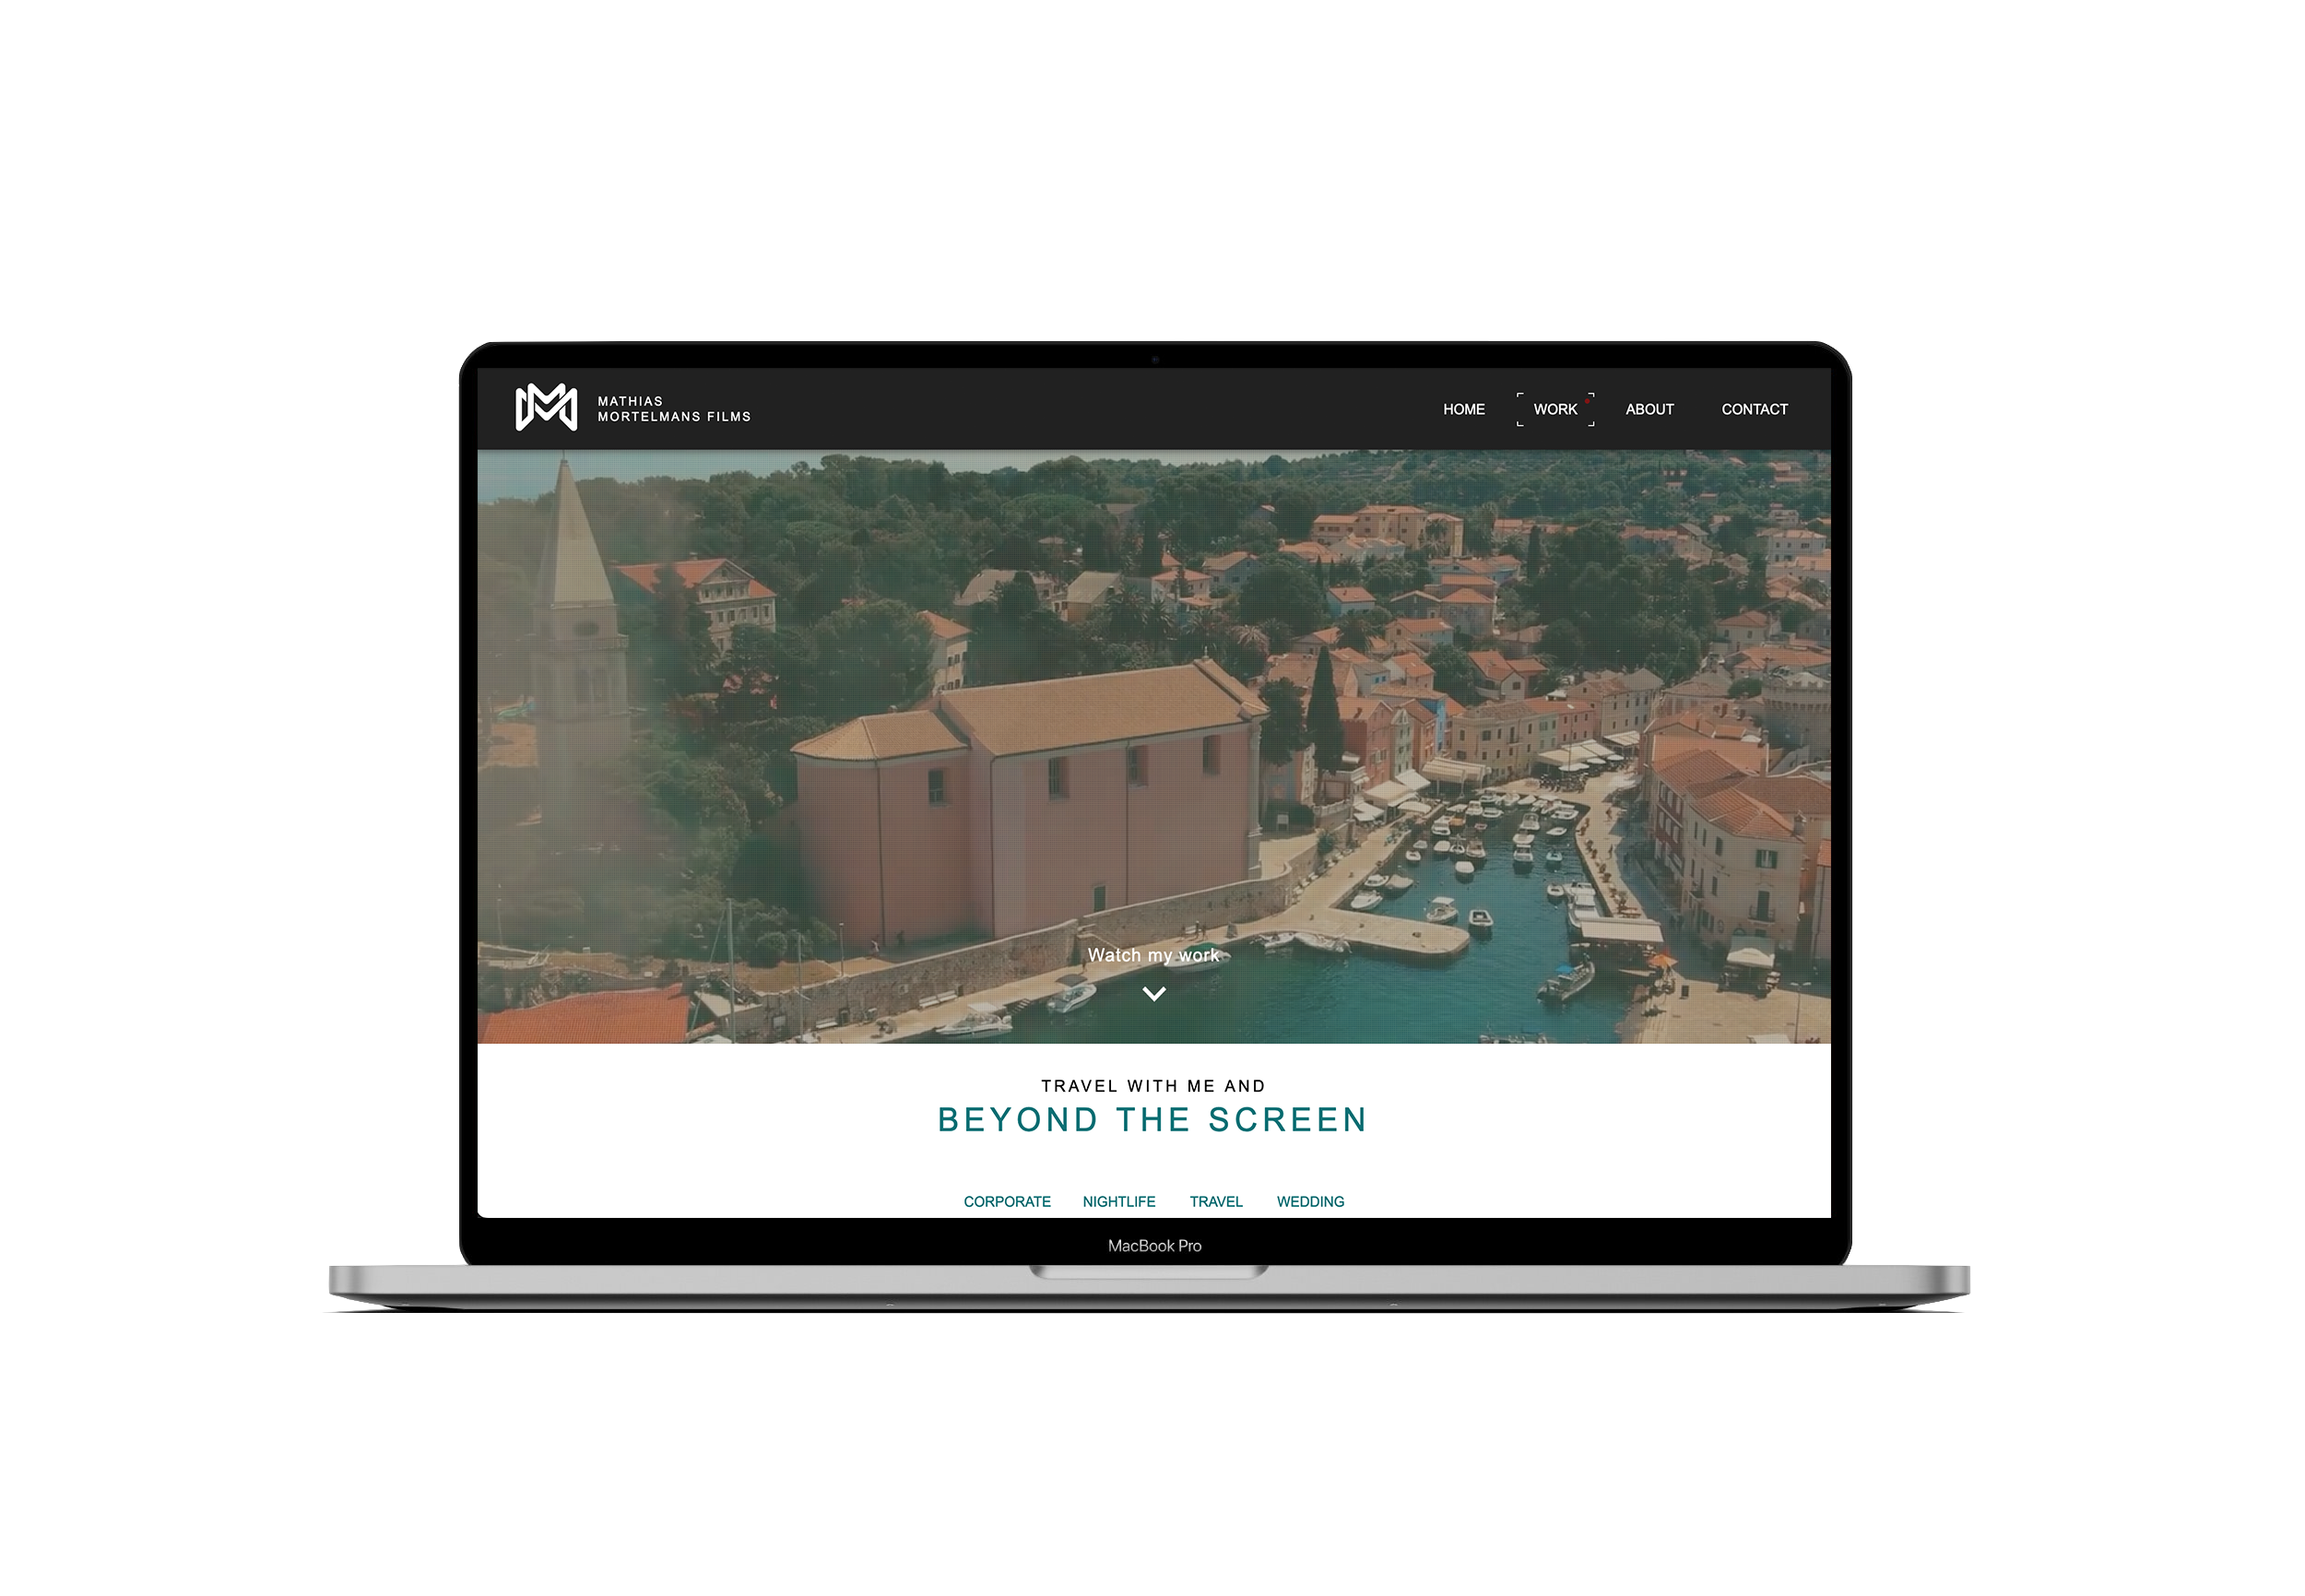 MATHIAS
MORTELMANS FILMS
HOME WORK ABOUT CONTACT
Watch my work
TRAVEL WITH ME AND
BEYOND THE SCREEN
CORPORATE NIGHTLIFE TRAVEL WEDDING
MacBook Pro